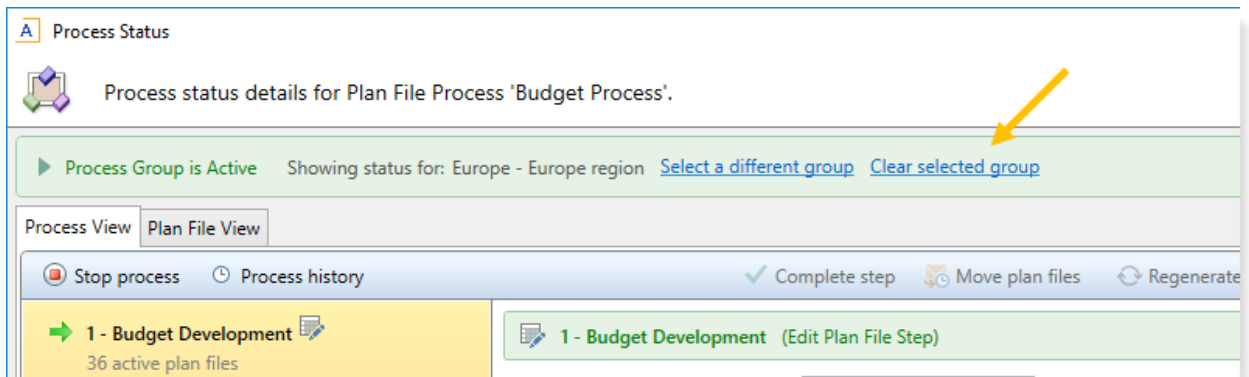 A Process Status
Process status details for Plan File Process 'Budget Process'.
Process Group is Active Showing status for: Europe - Europe region Select a different group Clear selected group
Process View Plan File View
Stop process Process history Complete step Move plan files Regenerate
1 - Budget Development 1 - Budget Development (Edit Plan File Step)
36 active plan files